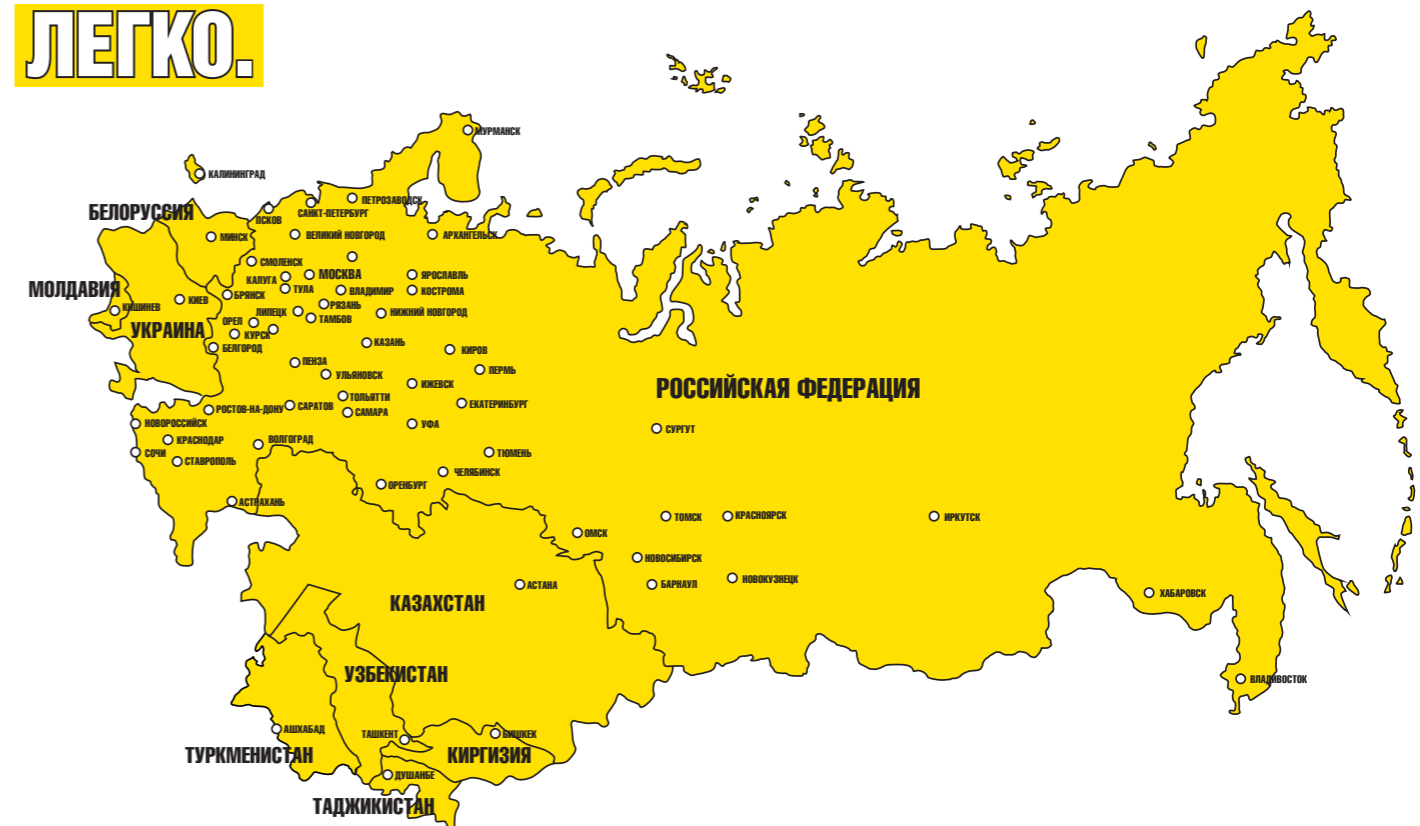 ЛЕГКО.
МУРМАНСК
КАЛИНИНГРАД
ПЕТРОЗАВОДСК
БЕЛОРУССИЯ
САНКТ-ПЕТЕРБУРГ
ПСКОВ
МИНСК
ВЕЛИКИЙ НОВГОРОД
АРХАНГЕЛЬСК
СМОЛЕНСК
МОСКВА
ЯРОСЛАВЛЬ
КАЛУГА
МОЛДАВИЯ
ТУЛА
ВЛАДИМИР
КОСТРОМА
БРЯНСК
КИЕВ
КИШИНЕВ
РЯЗАНЬ
ЛИПЕЦК
НИЖНИЙ НОВГОРОД
ТАМБОВ
ОРЕЛ
УКРАИНА
КУРСК
КАЗАНЬ
БЕЛГОРОД
КИРОВ
ПЕНЗА
ПЕРМЬ
УЛЬЯНОВСК
ИЖЕВСК
РОССИЙСКАЯ ФЕДЕРАЦИЯ
ТОЛЬЯТТИ
ЕКАТЕРИНБУРГ
РОСТОВ-НА-ДОНУ
САРАТОВ
САМАРА
НОВОРОССИЙСК
УФА
СУРГУТ
КРАСНОДАР
ВОЛГОГРАД
СОЧИ
ТЮМЕНЬ
СТАВРОПОЛЬ
ЧЕЛЯБИНСК
ОРЕНБУРГ
АСТРАХАНЬ
ТОМСК
КРАСНОЯРСК
ИРКУТСК
ОМСК
НОВОСИБИРСК
НОВОКУЗНЕЦК
АСТАНА
БАРНАУЛ
ХАБАРОВСК
КАЗАХСТАН
УЗБЕКИСТАН
ВЛАДИВОСТОК
АШХАБАД
ТАШКЕНТ
БИШКЕК
ТУРКМЕНИСТАН
КИРГИЗИЯ
ДУШАНБЕ
ТАДЖИКИСТАН